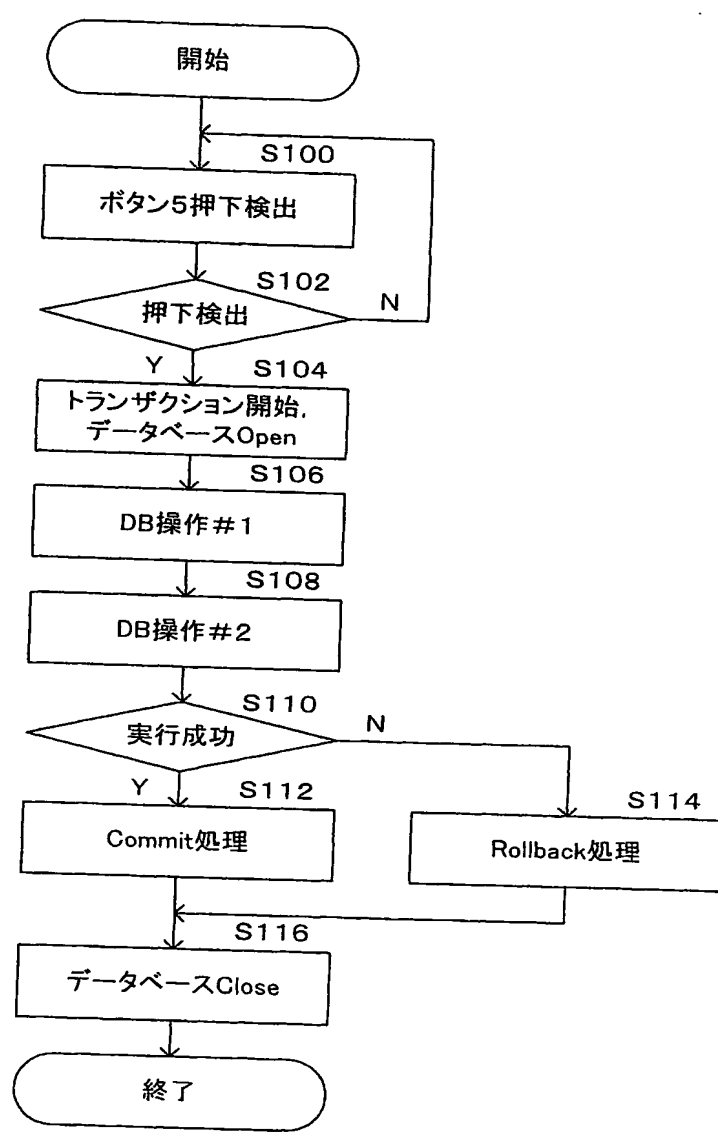 開始
S100
ボタン5押下検出
S102
押下検出
N
Y
S104
トランザクション開始,
データベースOpen
S106
DB操作＃1
S108
DB操作＃2
S110
実行成功
N
Y
S112
Commit処理
S114
Rollback処理
S116
データベースClose
終了